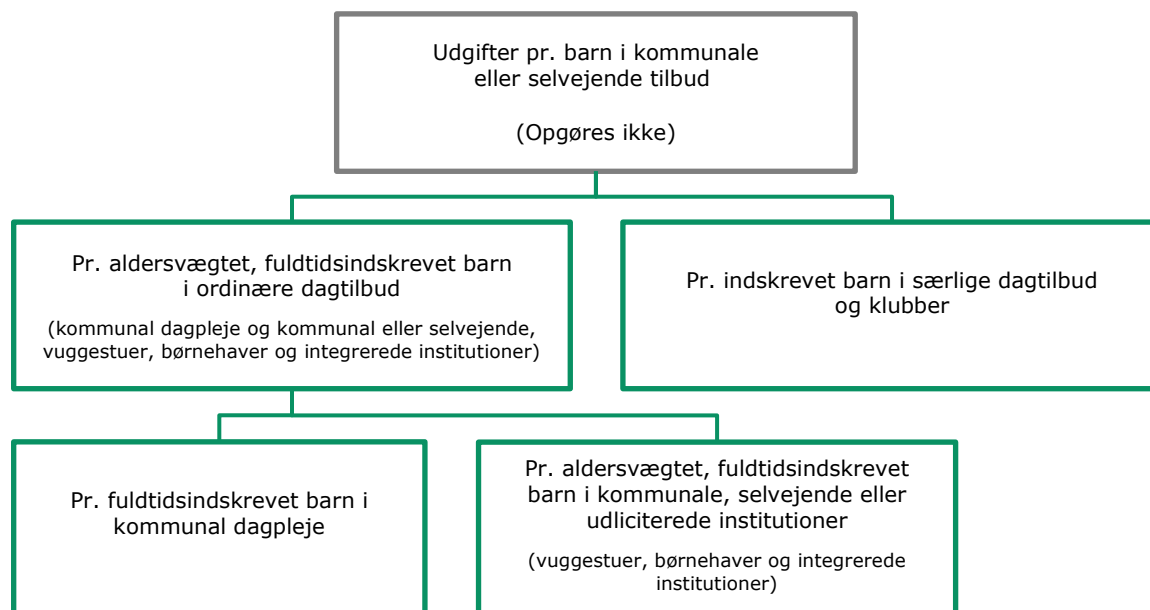 Udgifter pr. barn i kommunale
eller selvejende tilbud
(Opgøres ikke)
Pr. aldersvægtet, fuldtidsindskrevet barn
i ordinære dagtilbud
(kommunal dagpleje og kommunal eller selvejende,
vuggestuer, børnehaver og integrerede institutioner)
Pr. indskrevet barn i særlige dagtilbud
og klubber
Pr. fuldtidsindskrevet barn i
kommunal dagpleje
Pr. aldersvægtet, fuldtidsindskrevet
barn i kommunale, selvejende eller
udliciterede institutioner
(vuggestuer, børnehaver og integrerede
institutioner)